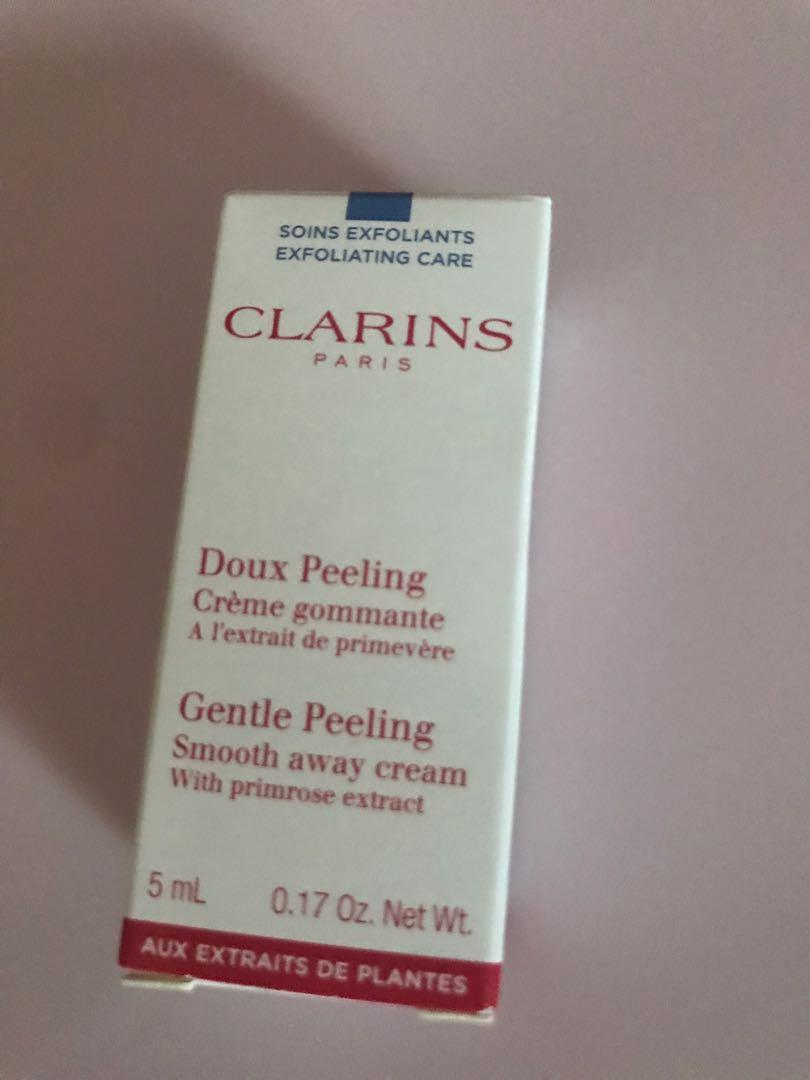 SOINS EXFOLIANTS
EXFOLIATING CARE
CLARINS
PARIS
Doux Peeling
Crème gommante
A l'extrait de primevère
Gentle Peeling
Smooth away cream
With primrose extract
5 mL 0.17 Oz. Net Wt.
AUX EXTRAITS DE PLANTES